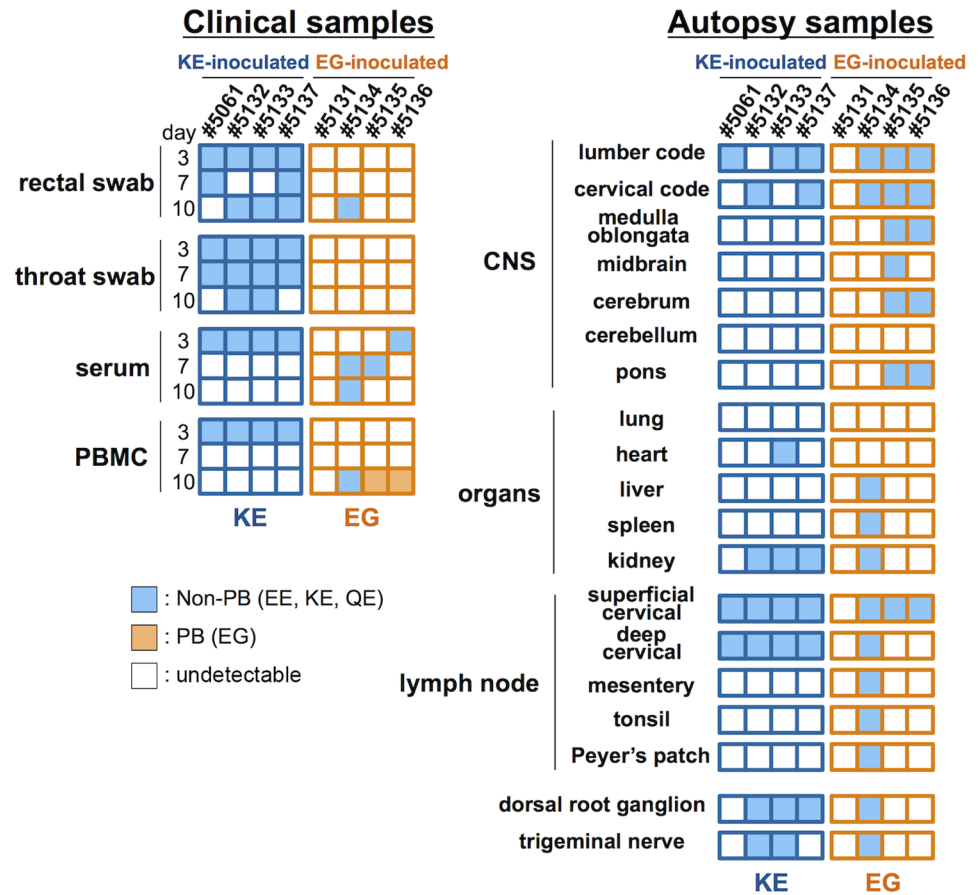 Clinical samples
KE-inoculated EG-inoculated
#5061 #5132 #5133 #5137 #5131 #5134 #5135 #5136
day
rectal swab
3
7
10
throat swab
3
7
10
serum
3
7
10
PBMC
3
7
10
KE EG
: Non-PB (EE, KE, QE)
: PB (EG)
: undetectable
Autopsy samples
KE-inoculated EG-inoculated
#5061 #5132 #5133 #5137 #5131 #5134 #5135 #5136
CNS
lumber code
cervical code
medulla
oblongata
midbrain
cerebrum
cerebellum
pons
organs
lung
heart
liver
spleen
kidney
lymph node
superficial
cervical
deep
cervical
mesentery
tonsil
Peyer's patch
dorsal root ganglion
trigeminal nerve
KE EG